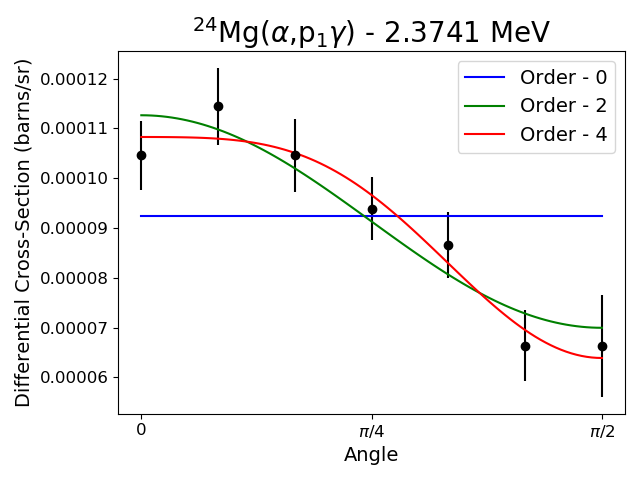 ²⁴Mg(α,p₁γ) - 2.3741 MeV
Order - 0
Order - 2
Order - 4
Differential Cross-Section (barns/sr)
0.00012
0.00011
0.00010
0.00009
0.00008
0.00007
0.00006
0
π/4
π/2
Angle